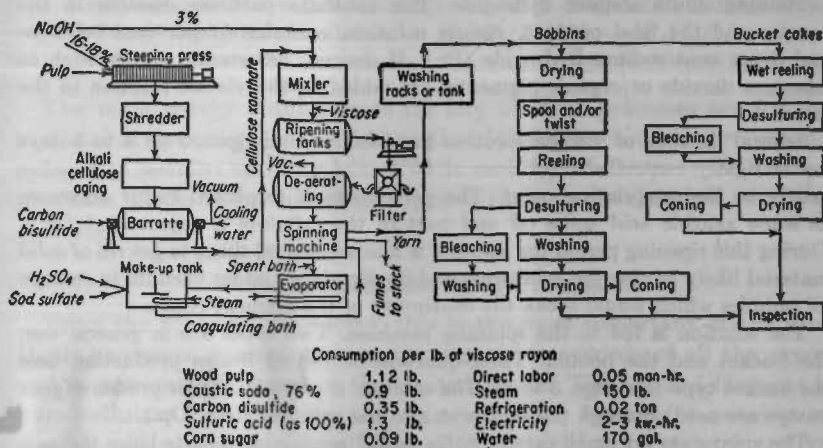 3%
NaOH
16-18%
Steeping press
Pulp
Shredder
Alkali
cellulose
aging
Vacuum
Carbon
bisulfide
Barratte
Cooling
water
Make-up tank
H₂SO₄
Sod. sulfate
Steam
Coagulating bath
Cellulose xanthate
Mixler
Viscose
Ripening
tanks
Vac.
De-aerat-
ing
Filter
Spinning
machine
Yarn
Spent bath
Evaporator
Fumes
to stack
Washing
racks or tank
Bobbins
Drying
Spool and/or
twist
Reeling
Desulfuring
Bleaching
Washing
Washing
Drying
Coning
Bucket cakes
Wet reeling
Desulfuring
Bleaching
Washing
Coning
Drying
Inspection
Consumption per lb. of viscose rayon
Wood pulp 1.12 lb. Direct labor 0.05 man-hr.
Caustic soda, 76% 0.9 lb. Steam 150 lb.
Carbon disulfide 0.35 lb. Refrigeration 0.02 ton
Sulfuric acid (as 100%) 1.3 lb. Electricity 2-3 kw.-hr.
Corn sugar 0.09 lb. Water 170 gal.